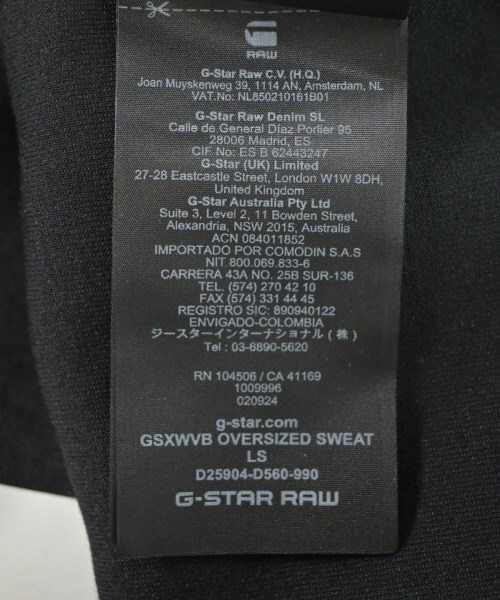 RAW
G-Star Raw C.V. (H.Q.)
Joan Muyskenweg 39, 1114 AN, Amsterdam, NL
VAT.No: NL850210161B01
G-Star Raw Denim SL
Calle de General Díaz Porlier 95
28006 Madrid, ES
CIF No: ES B 62443247
G-Star (UK) Limited
27-28 Eastcastle Street, London W1W 8DH,
United Kingdom
G-Star Australia Pty Ltd
Suite 3, Level 2, 11 Bowden Street,
Alexandria, NSW 2015, Australia
ACN 084011852
IMPORTADO POR COMODIN S.A.S
NIT. 800.069.833-6
CARRERA 43A NO. 25B SUR-136
TEL. (574) 270 42 10
FAX (574) 331 44 45
REGISTRO SIC: 890940122
ENVIGADO-COLOMBIA
ジースターインターナショナル(株)
Tel : 03-6890-5620
RN 104506 / CA 41169
1009996
020924
g-star.com
GSXWVB OVERSIZED SWEAT
LS
D25904-D560-990
G-STAR RAW